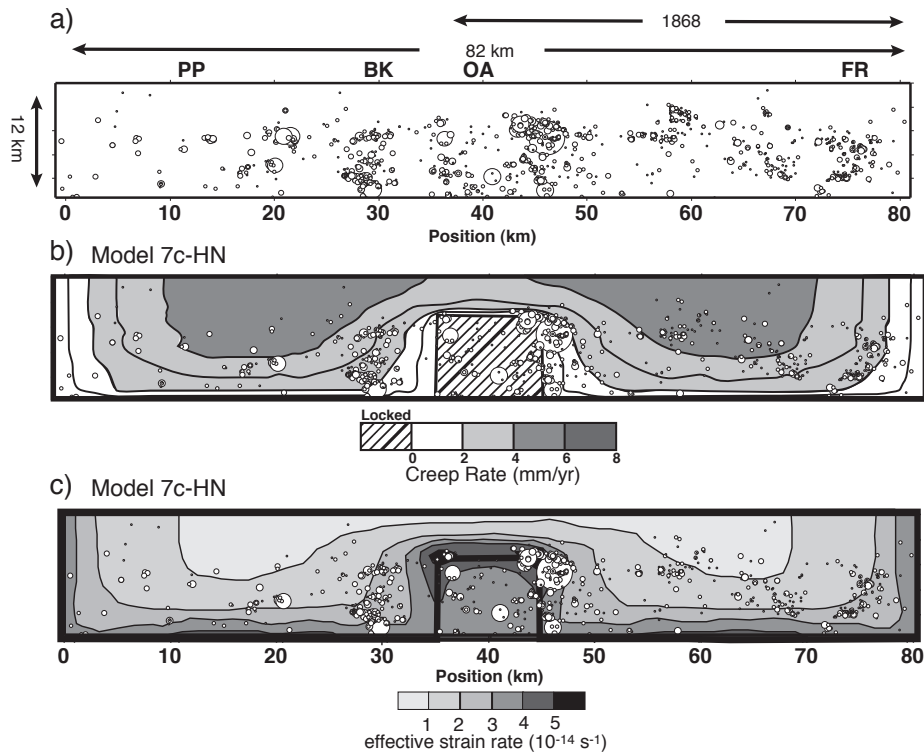 a)
1868
82 km
PP BK OA FR
12 km
0 10 20 30 40 50 60 70 80
Position (km)
b) Model 7c-HN
Locked
0 2 4 6 8
Creep Rate (mm/yr)
c) Model 7c-HN
0 10 20 30 40 50 60 70 80
Position (km)
1 2 3 4 5
effective strain rate (10⁻¹⁴ s⁻¹)